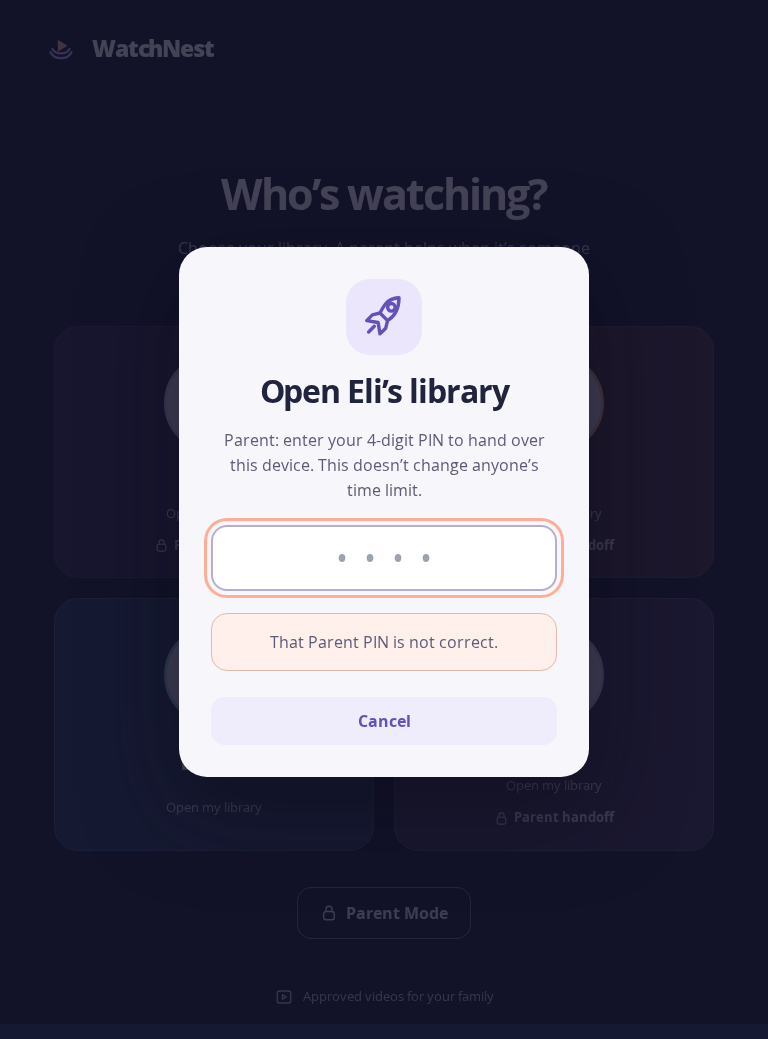 WatchNest
Who’s watching?
Open Eli’s library
Parent: enter your 4-digit PIN to hand over
this device. This doesn’t change anyone’s
time limit.
• • • •
That Parent PIN is not correct.
Cancel
Open my library
Open my library
Parent handoff
Parent Mode
Approved videos for your family